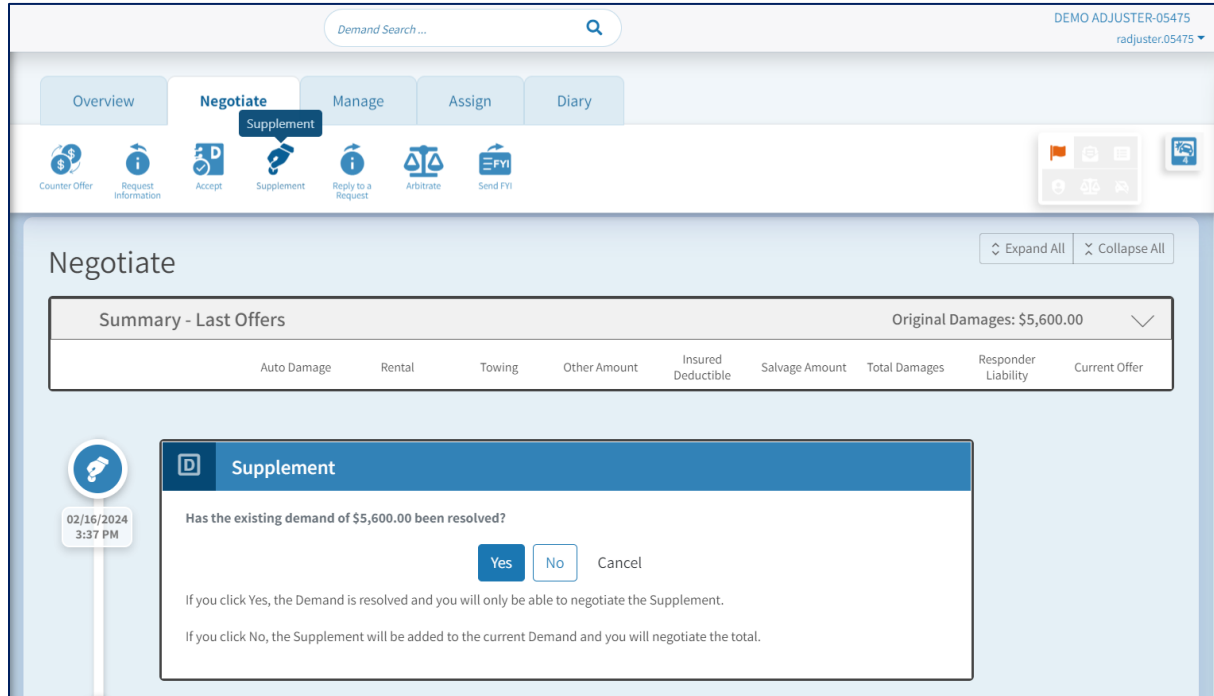 Demand Search ...
DEMO ADJUSTER-05475
radjuster.05475
Overview
Negotiate
Manage
Assign
Diary
Supplement
Counter Offer
Request
Information
Accept
Supplement
Reply to a
Request
Arbitrate
FYI
Send FYI
4
Negotiate
Expand All
Collapse All
Summary - Last Offers
Original Damages: $5,600.00
Auto Damage
Rental
Towing
Other Amount
Insured
Deductible
Salvage Amount
Total Damages
Responder
Liability
Current Offer
D
Supplement
02/16/2024
3:37 PM
Has the existing demand of $5,600.00 been resolved?
Yes
No
Cancel
If you click Yes, the Demand is resolved and you will only be able to negotiate the Supplement.
If you click No, the Supplement will be added to the current Demand and you will negotiate the total.